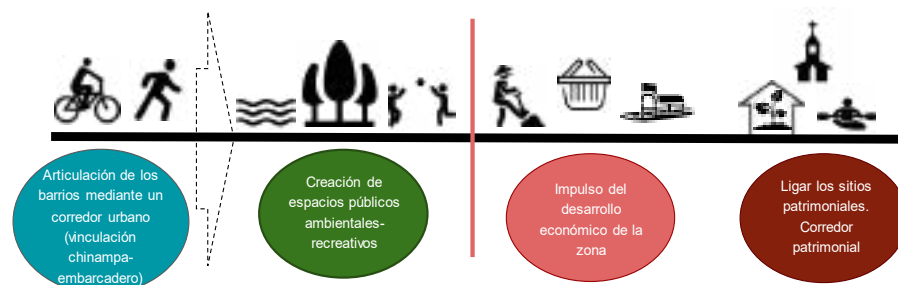 Articulación de los
barrios mediante un
corredor urbano
(vinculación
chinampa-
embarcadero)
Creación de
espacios públicos
ambientales-
recreativos
Impulso del
desarrollo
económico de la
zona
Ligar los sitios
patrimoniales.
Corredor
patrimonial